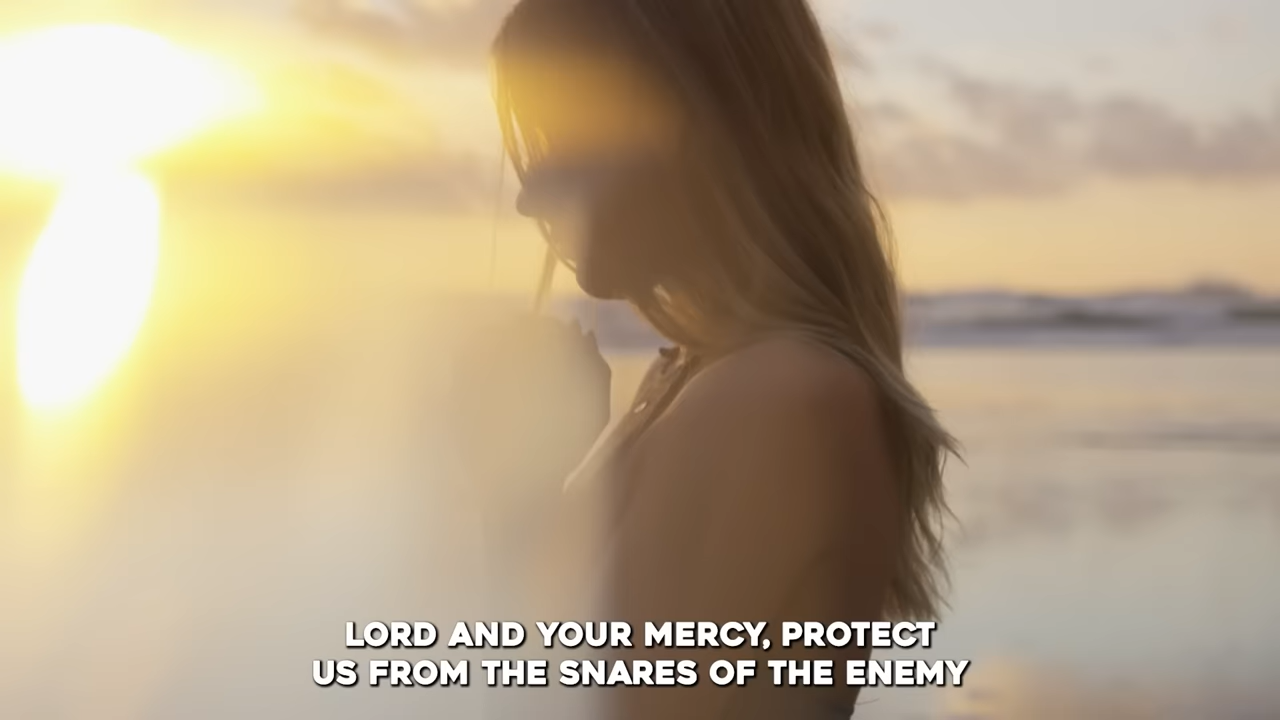 LORD AND YOUR MERCY, PROTECT
US FROM THE SNARES OF THE ENEMY